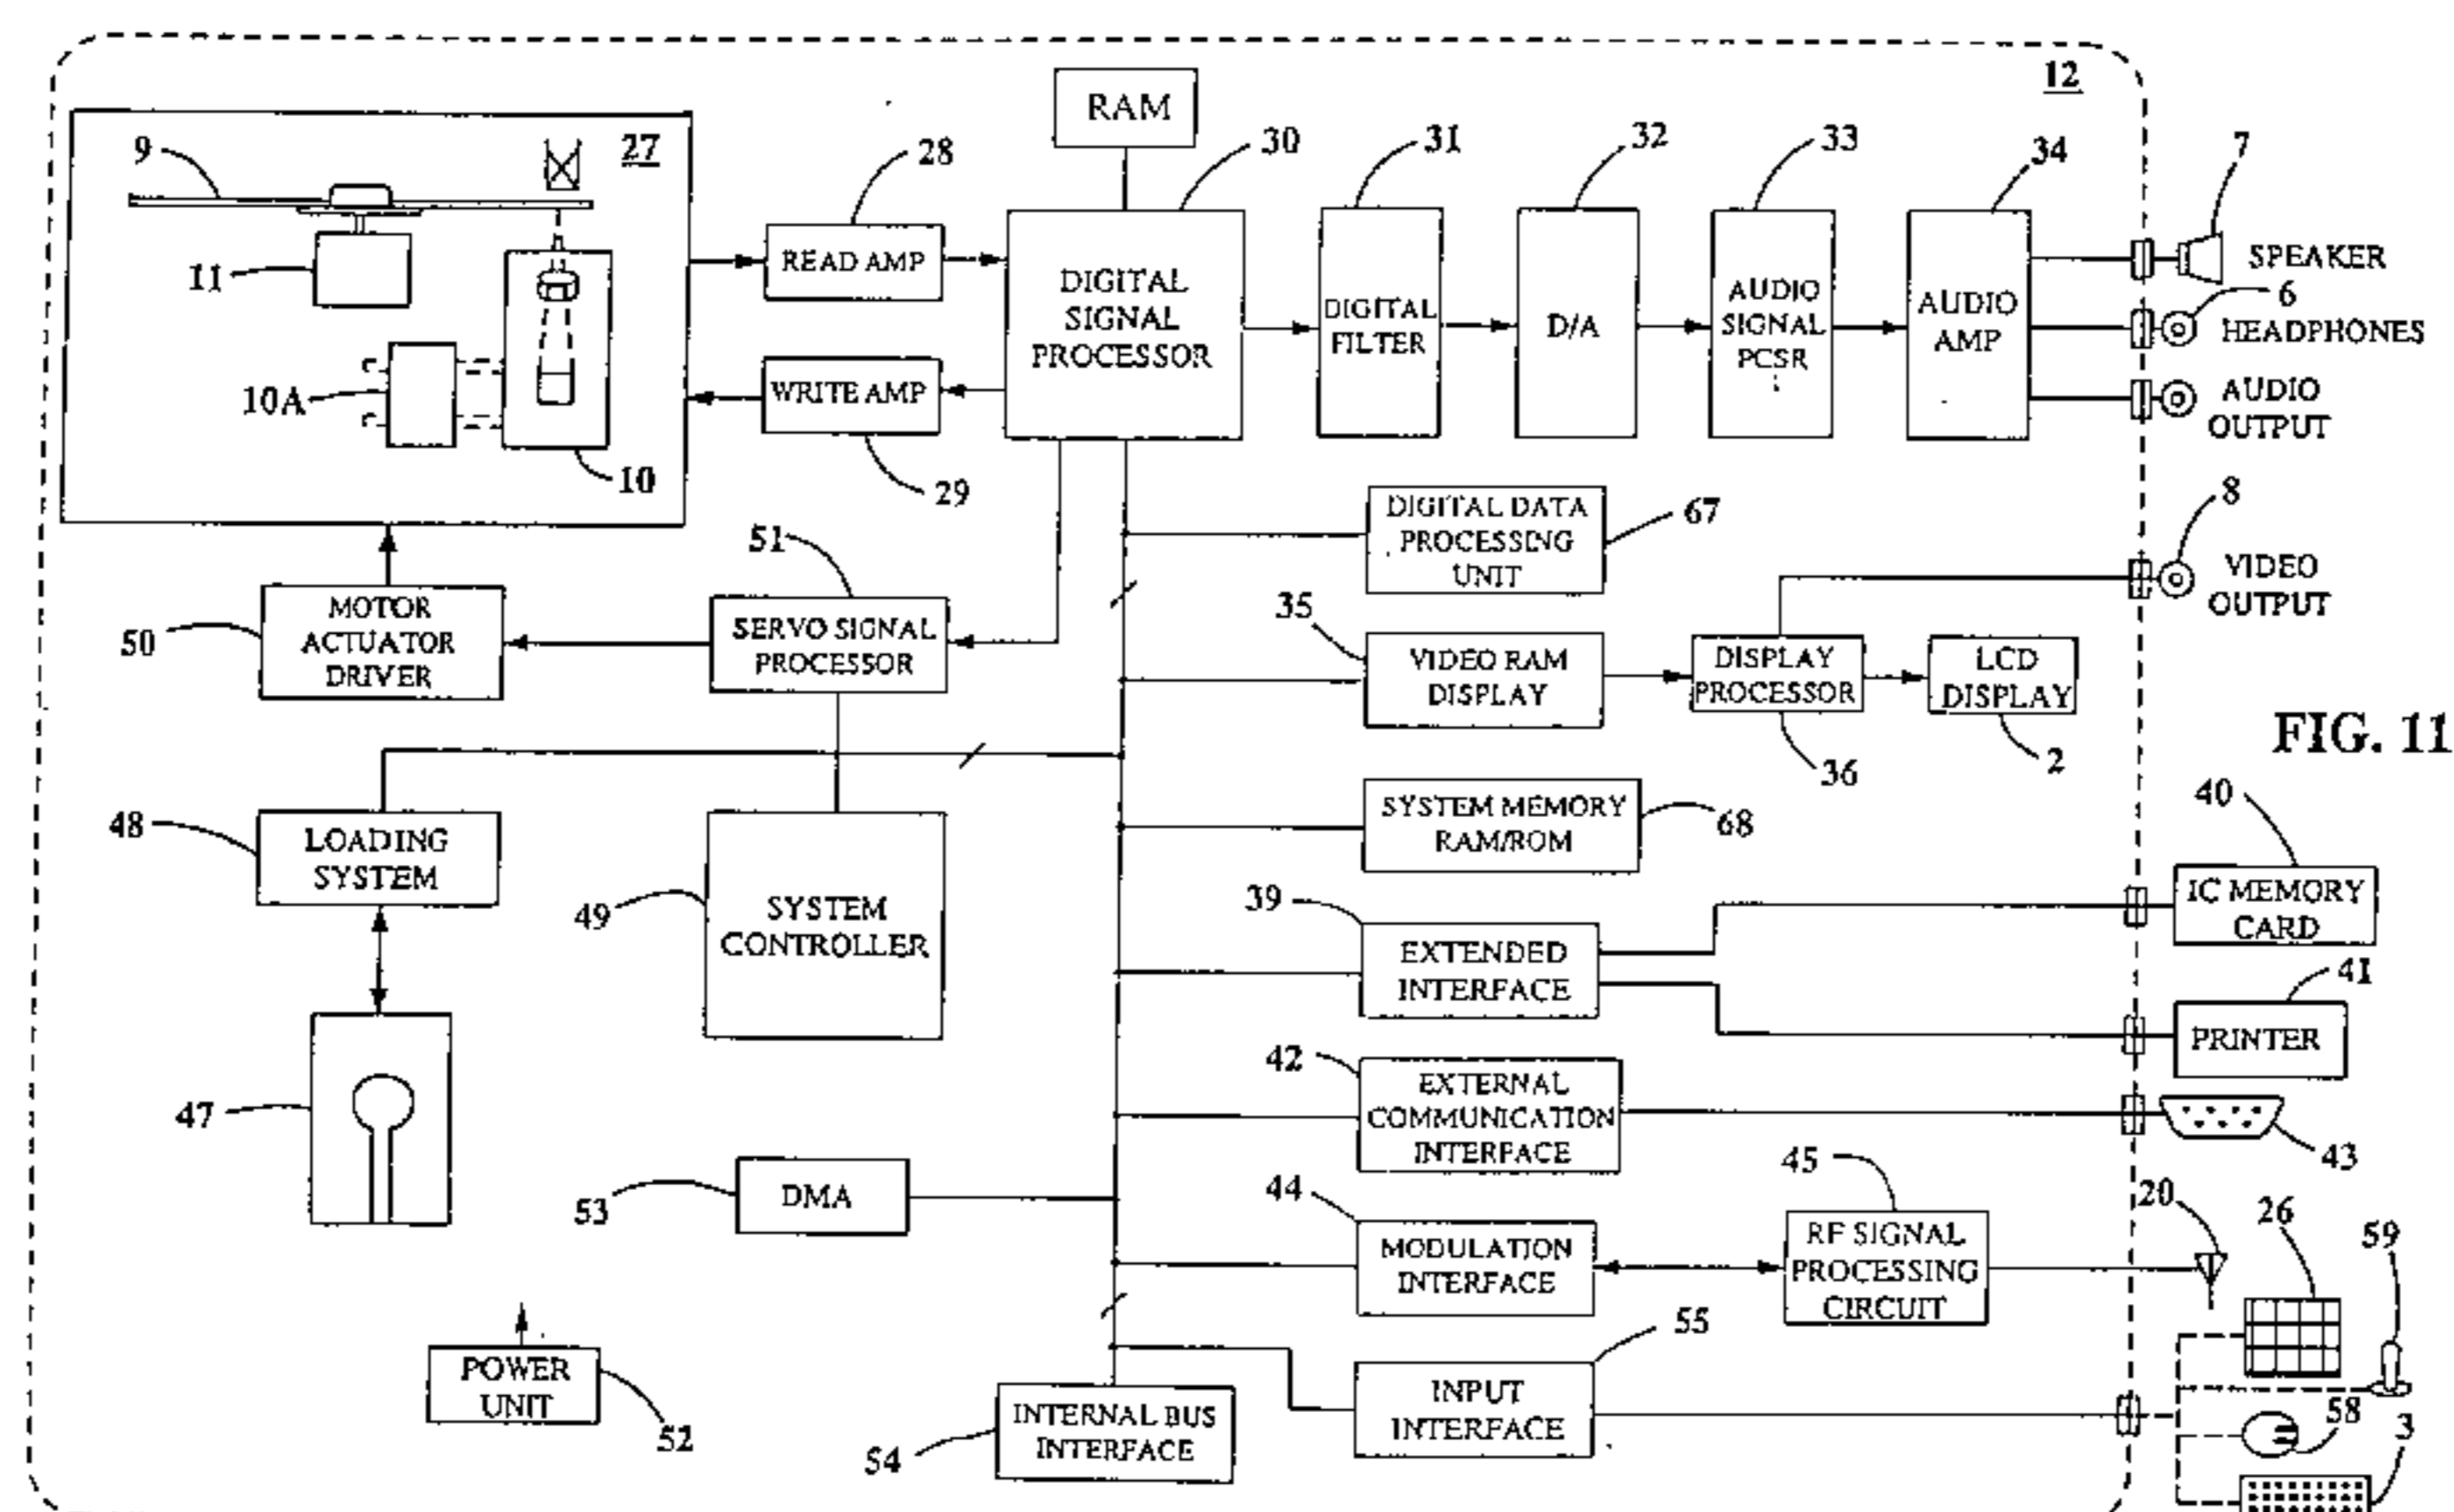 12
RAM
9
27
28
30
31
32
33
34
7
11
READ AMP
DIGITAL
SIGNAL
PROCESSOR
DIGITAL
FILTER
D/A
AUDIO
SIGNAL
PCSR
AUDIO
AMP
SPEAKER
6
HEADPHONES
10A
WRITE AMP
AUDIO
OUTPUT
10
29
DIGITAL DATA
PROCESSING
UNIT
67
8
VIDEO
OUTPUT
51
50
MOTOR
ACTUATOR
DRIVER
SERVO SIGNAL
PROCESSOR
35
VIDEO RAM
DISPLAY
DISPLAY
PROCESSOR
LCD
DISPLAY
36
2
FIG. 11
48
LOADING
SYSTEM
SYSTEM MEMORY
RAM/ROM
68
40
49
SYSTEM
CONTROLLER
39
EXTENDED
INTERFACE
IC MEMORY
CARD
41
PRINTER
47
42
EXTERNAL
COMMUNICATION
INTERFACE
43
53
DMA
44
MODULATION
INTERFACE
45
RF SIGNAL
PROCESSING
CIRCUIT
20
26
59
POWER
UNIT
52
55
INTERNAL BUS
INTERFACE
54
INPUT
INTERFACE
58
3